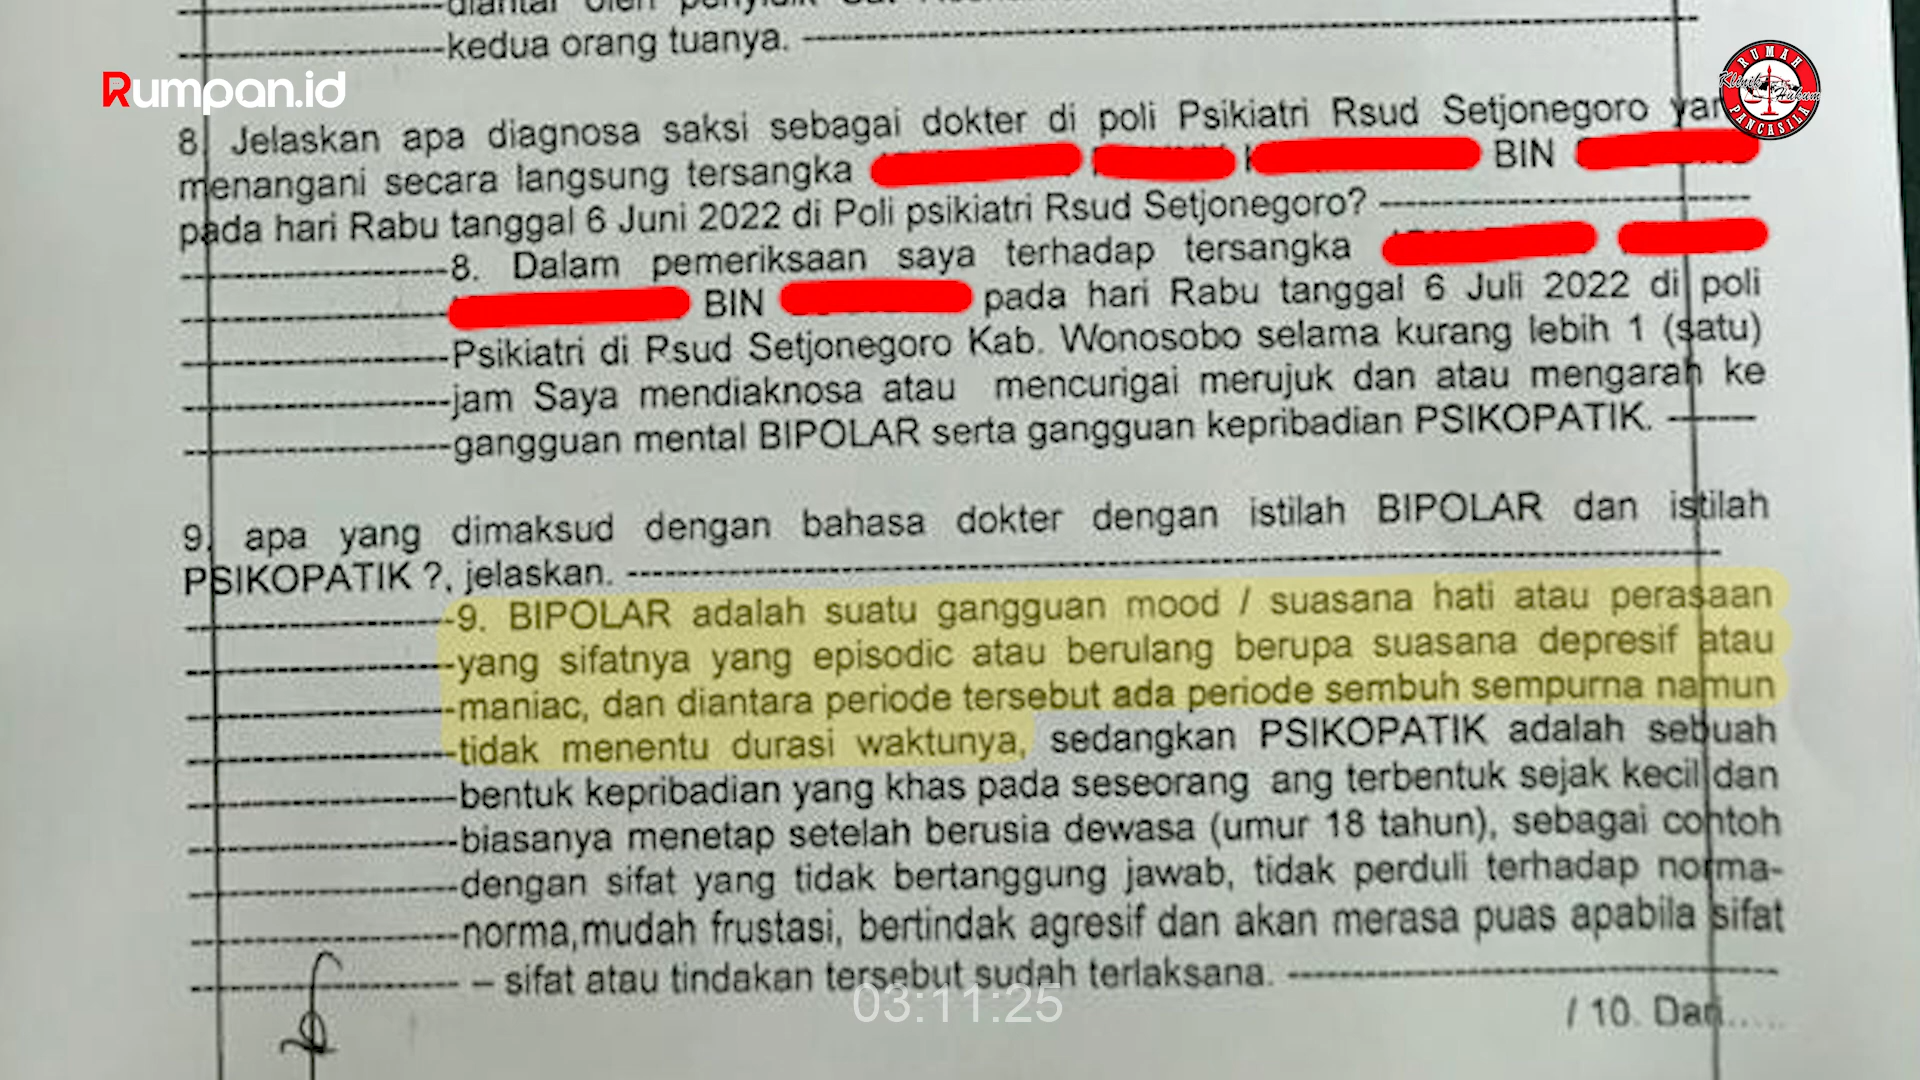 diantar oleh penyidik Sat
kedua orang tuanya.
Rumpan.id
RUMAH
Klinik Hukum
PANCASILA
8. Jelaskan apa diagnosa saksi sebagai dokter di poli Psikiatri Rsud Setjonegoro
menangani secara langsung tersangka BIN
pada hari Rabu tanggal 6 Juni 2022 di Poli psikiatri Rsud Setjonegoro?
8. Dalam pemeriksaan saya terhadap tersangka
BIN pada hari Rabu tanggal 6 Juli 2022 di poli
Psikiatri di Rsud Setjonegoro Kab. Wonosobo selama kurang lebih 1 (satu)
jam Saya mendiaknosa atau mencurigai merujuk dan atau mengarah ke
gangguan mental BIPOLAR serta gangguan kepribadian PSIKOPATIK.
9. apa yang dimaksud dengan bahasa dokter dengan istilah BIPOLAR dan istilah
PSIKOPATIK ?, jelaskan.
9. BIPOLAR adalah suatu gangguan mood / suasana hati atau perasaan
yang sifatnya yang episodic atau berulang berupa suasana depresif atau
maniac, dan diantara periode tersebut ada periode sembuh sempurna namun
tidak menentu durasi waktunya, sedangkan PSIKOPATIK adalah sebuah
bentuk kepribadian yang khas pada seseorang ang terbentuk sejak kecil dan
biasanya menetap setelah berusia dewasa (umur 18 tahun), sebagai contoh
dengan sifat yang tidak bertanggung jawab, tidak perduli terhadap norma-
norma,mudah frustasi, bertindak agresif dan akan merasa puas apabila sifat
– sifat atau tindakan tersebut sudah terlaksana.
03:11:25
/ 10. Dari.....